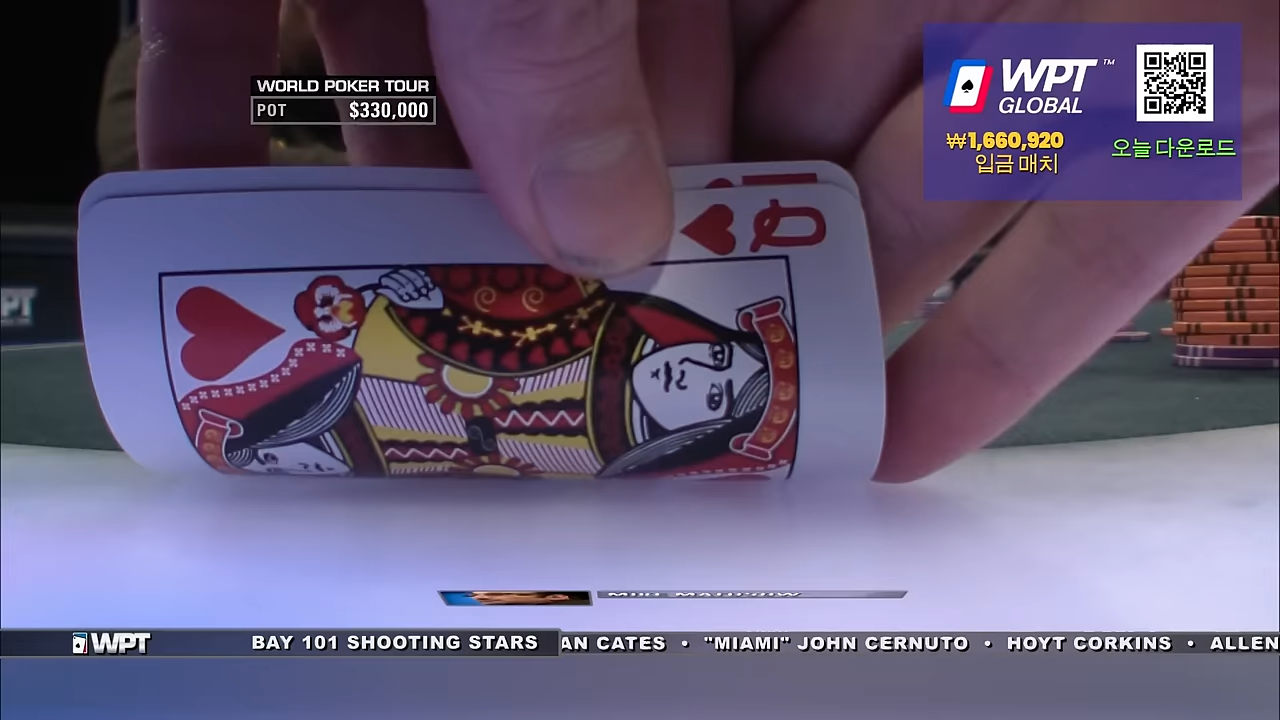 WORLD POKER TOUR
POT $330,000
WPT™
GLOBAL
₩1,660,920
입금 매치
오늘 다운로드
Q
WPT
WPT BAY 101 SHOOTING STARS AN CATES • "MIAMI" JOHN CERNUTO • HOYT CORKINS • ALLEN